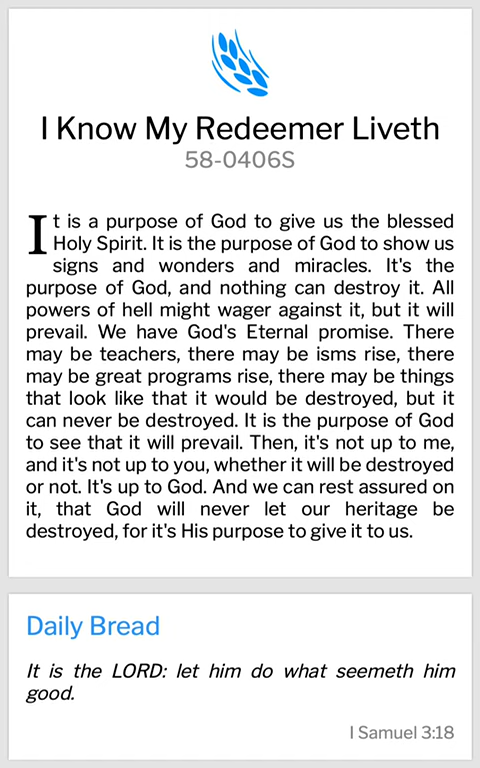 I Know My Redeemer Liveth
58-0406S
It is a purpose of God to give us the blessed
Holy Spirit. It is the purpose of God to show us
signs and wonders and miracles. It's the
purpose of God, and nothing can destroy it. All
powers of hell might wager against it, but it will
prevail. We have God's Eternal promise. There
may be teachers, there may be isms rise, there
may be great programs rise, there may be things
that look like that it would be destroyed, but it
can never be destroyed. It is the purpose of God
to see that it will prevail. Then, it's not up to me,
and it's not up to you, whether it will be destroyed
or not. It's up to God. And we can rest assured on
it, that God will never let our heritage be
destroyed, for it's His purpose to give it to us.
Daily Bread
It is the LORD: let him do what seemeth him
good.
I Samuel 3:18